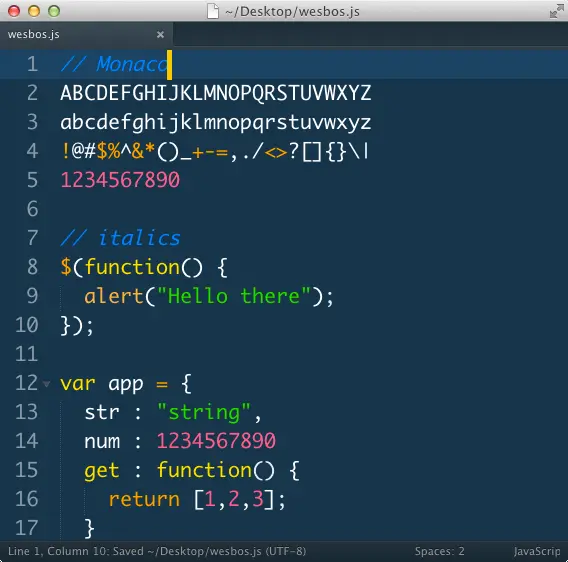 ~/Desktop/wesbos.js
wesbos.js ×
1 // Monaco
2 ABCDEFGHIJKLMNOPQRSTUVWXYZ
3 abcdefghijklmnopqrstuvwxyz
4 !@#$%^&*()_+-=,./<>?[]{}\|
5 1234567890
6
7 // italics
8 $(function() {
9   alert("Hello there");
10 });
11
12 var app = {
13   str : "string",
14   num : 1234567890
15   get : function() {
16     return [1,2,3];
17   }
Line 1, Column 10: Saved ~/Desktop/wesbos.js (UTF-8) Spaces: 2 JavaScrip